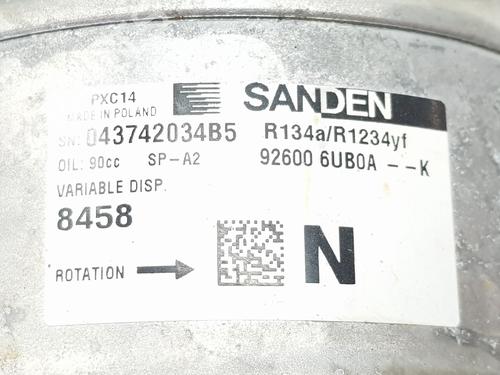 PXC14
MADE IN POLAND
SANDEN
SN: 043742034B5
R134a/R1234yf
OIL: 90cc SP-A2
92600 6UB0A --K
VARIABLE DISP.
8458
ROTATION
N